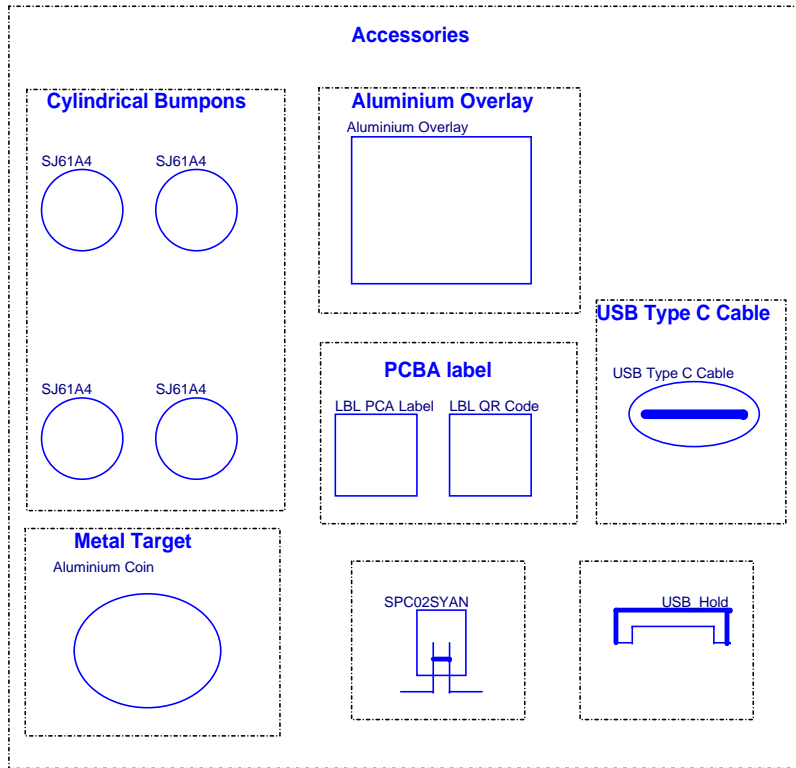 Accessories
Cylindrical Bumpons
SJ61A4
SJ61A4
SJ61A4
SJ61A4
Aluminium Overlay
Aluminium Overlay
USB Type C Cable
USB Type C Cable
PCBA label
LBL PCA Label
LBL QR Code
Metal Target
Aluminium Coin
SPC02SYAN
USB_Hold